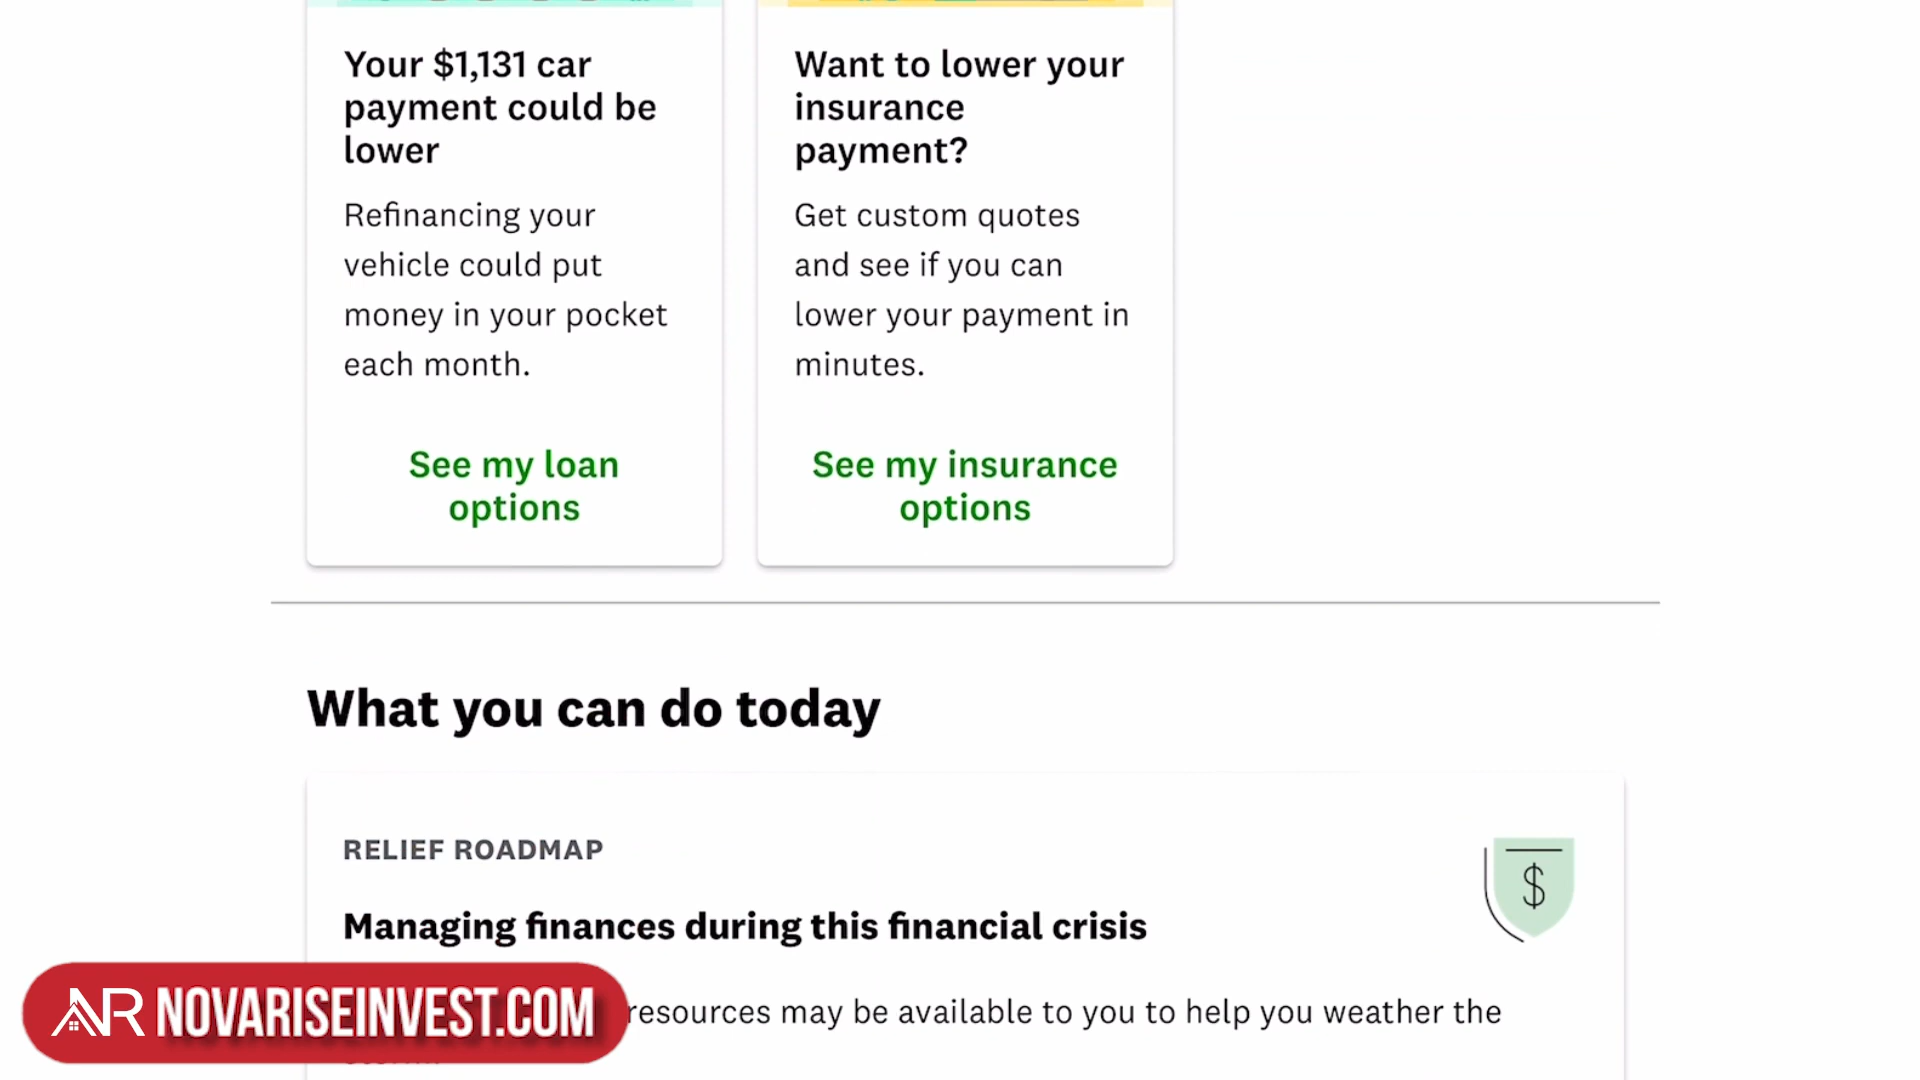 Your $1,131 car
payment could be
lower
Refinancing your
vehicle could put
money in your pocket
each month.
See my loan
options
Want to lower your
insurance
payment?
Get custom quotes
and see if you can
lower your payment in
minutes.
See my insurance
options
What you can do today
RELIEF ROADMAP
$
Managing finances during this financial crisis
resources may be available to you to help you weather the
NR NOVARISEINVEST.COM